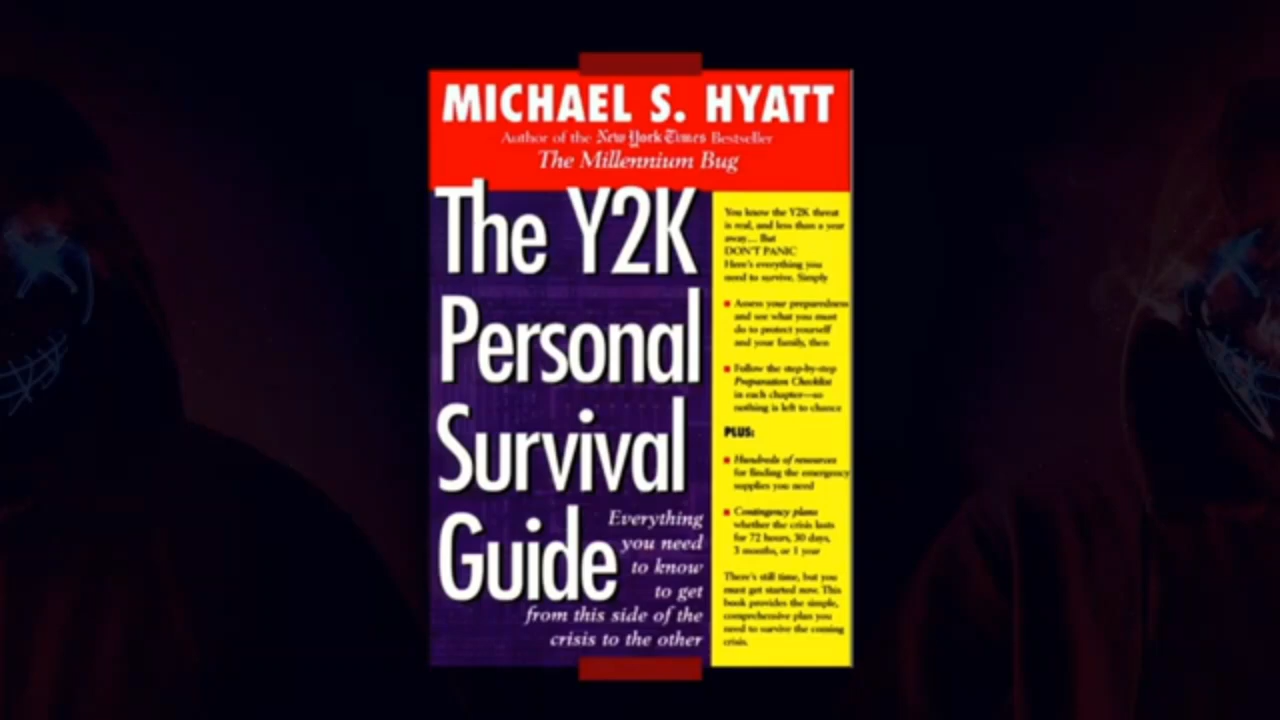 MICHAEL S. HYATT
Author of the New York Times Bestseller
The Millennium Bug
The Y2K
Personal
Survival
Guide
Everything
you need
to know
to get
from this side of the
crisis to the other
You know the Y2K threat
is real, and less than a year
away... But
DON'T PANIC
Here's everything you
need to survive. Simply
■ Assess your preparedness
and see what you must
do to protect yourself
and your family, then
■ Follow the step-by-step
Preparation Checklist
in each chapter—so
nothing is left to chance
PLUS:
■ Hundreds of resources
for finding the emergency
supplies you need
■ Contingency plans
whether the crisis lasts
for 72 hours, 30 days,
3 months, or 1 year
There's still time, but you
must get started now. This
book provides the simple,
comprehensive plan you
need to survive the coming
crisis.